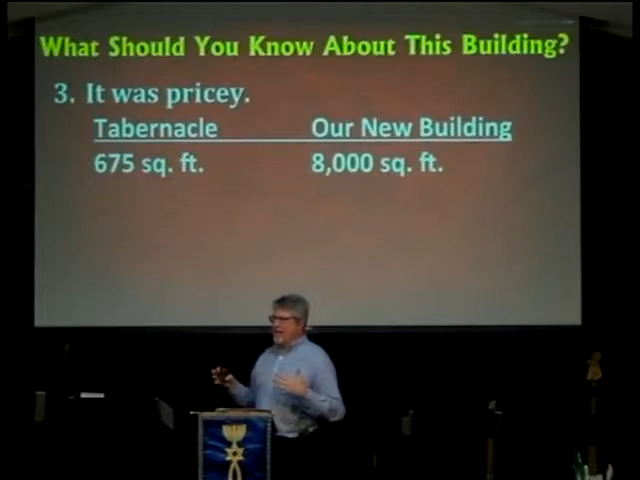 What Should You Know About This Building?
3. It was pricey.
Tabernacle Our New Building
675 sq. ft. 8,000 sq. ft.